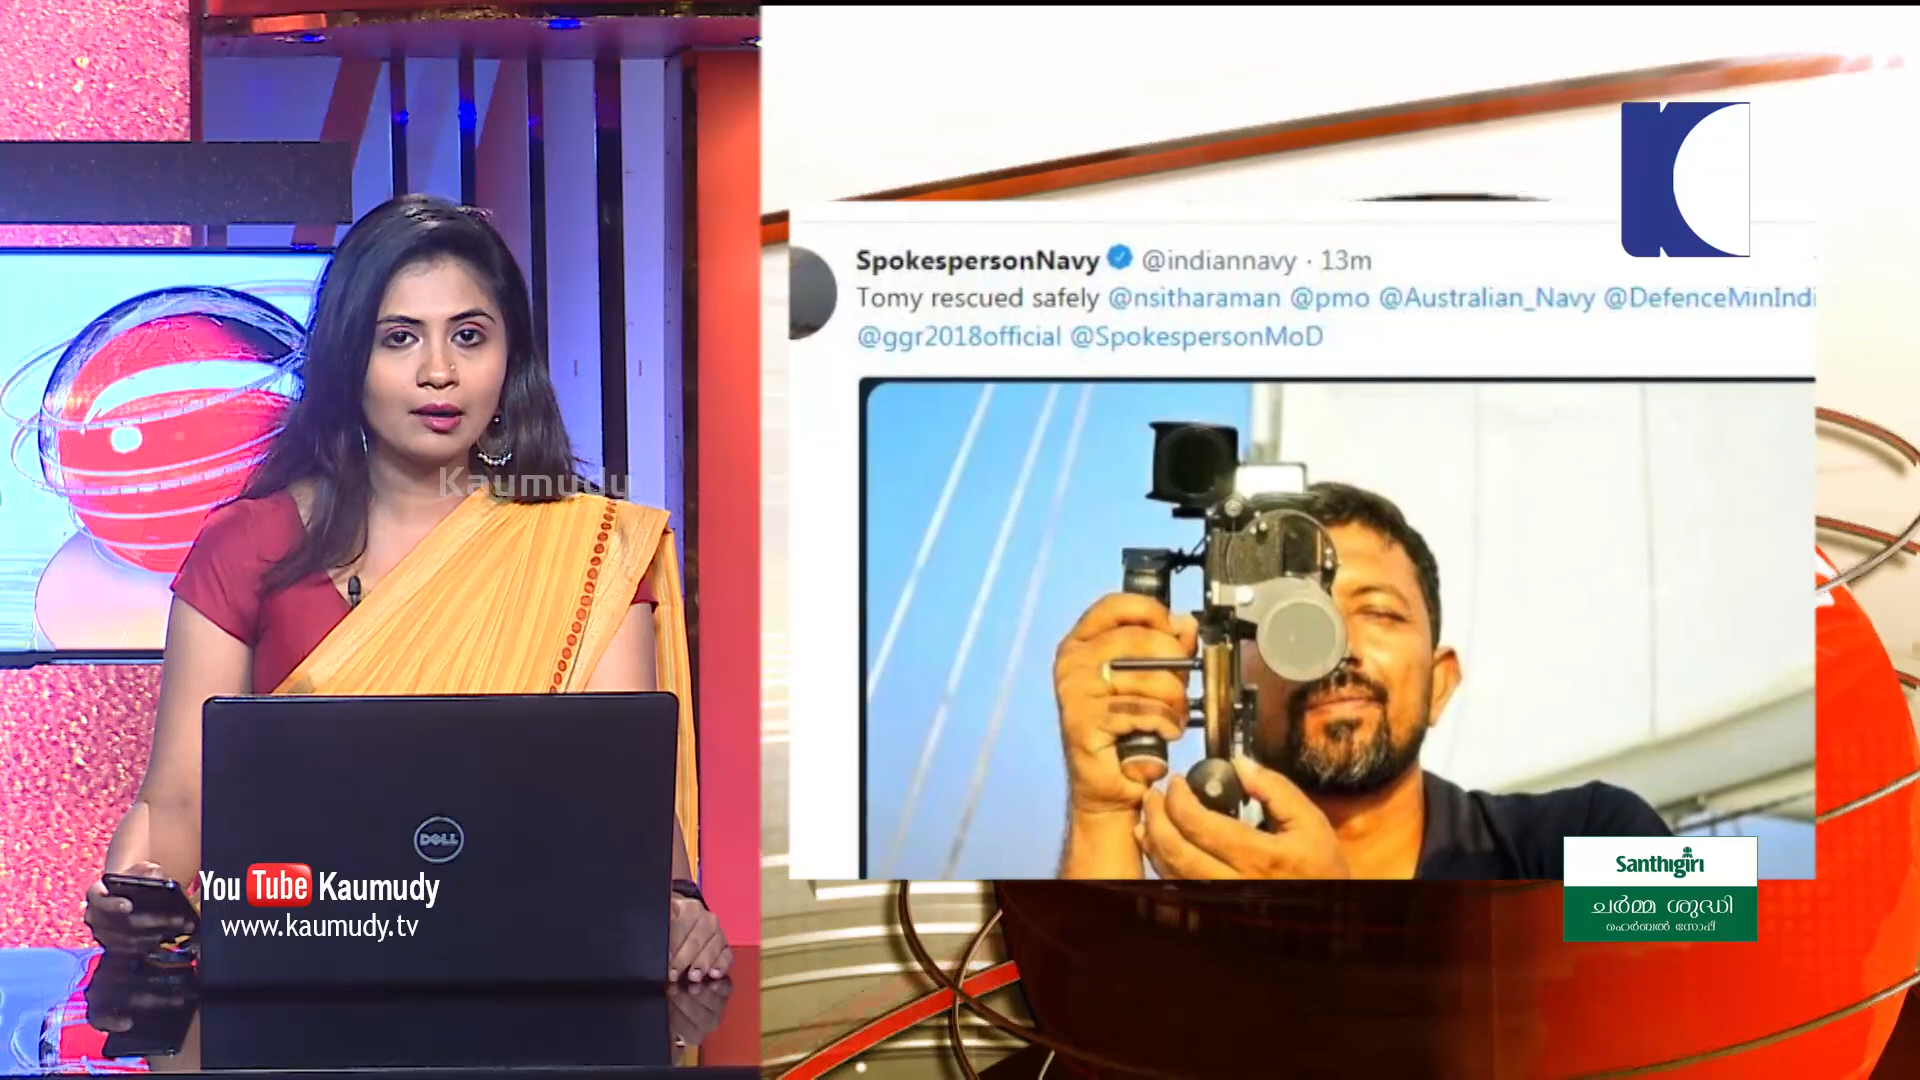 SpokespersonNavy @indiannavy · 13m
Tomy rescued safely @nsitharaman @pmo @Australian_Navy @DefenceMinIndi
@ggr2018official @SpokespersonMoD
Kaumudy
DELL
You Tube Kaumudy
www.kaumudy.tv
Santhigiri
ചർമ്മ ശുദ്ധി
ഹെർബൽ സോപ്പ്